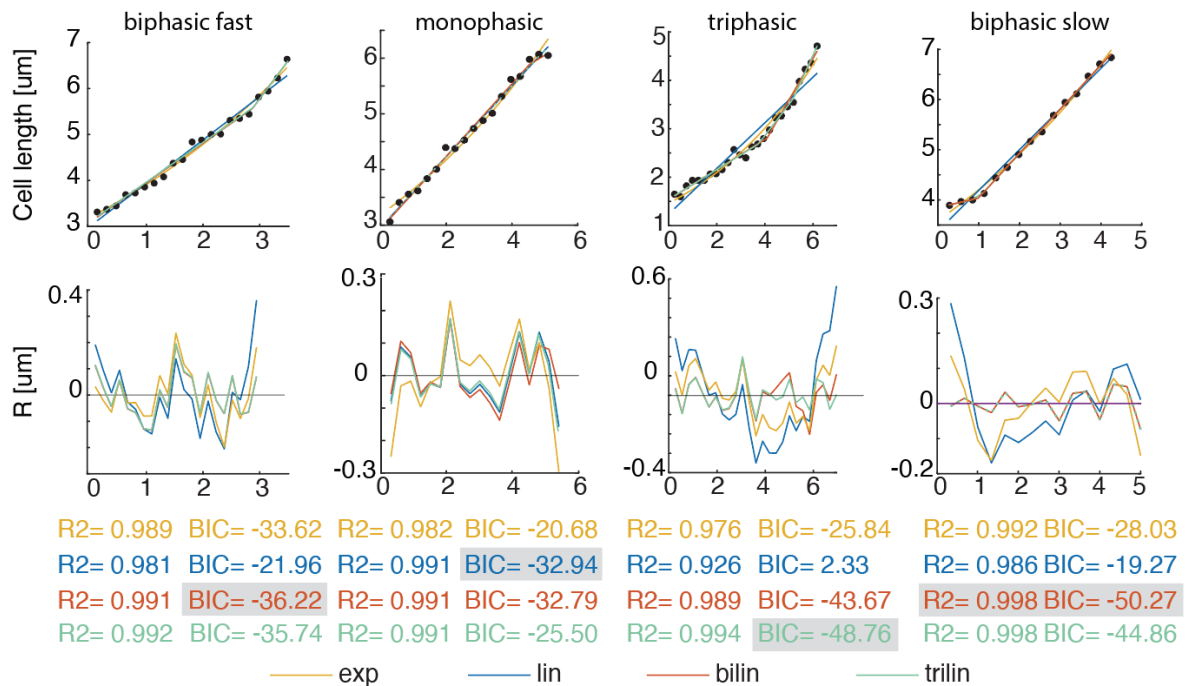 biphasic fast monophasic triphasic biphasic slow
Cell length [um]
7
6
5
4
3
0 1 2 3
6
5
4
3
0 2 4 6
5
4
3
2
1
0 2 4 6
7
6
5
4
0 1 2 3 4 5
R [um]
0.4
0
0 1 2 3
0.3
0
-0.3
0 2 4 6
0.6
0
-0.4
0 2 4 6
0.3
0
-0.2
0 1 2 3 4 5
R2= 0.989 BIC= -33.62 R2= 0.982 BIC= -20.68 R2= 0.976 BIC= -25.84 R2= 0.992 BIC= -28.03
R2= 0.981 BIC= -21.96 R2= 0.991 BIC= -32.94 R2= 0.926 BIC= 2.33 R2= 0.986 BIC= -19.27
R2= 0.991 BIC= -36.22 R2= 0.991 BIC= -32.79 R2= 0.989 BIC= -43.67 R2= 0.998 BIC= -50.27
R2= 0.992 BIC= -35.74 R2= 0.991 BIC= -25.50 R2= 0.994 BIC= -48.76 R2= 0.998 BIC= -44.86
exp lin bilin trilin